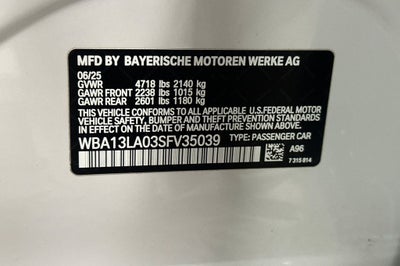 MFD BY BAYERISCHE MOTOREN WERKE AG
06/25
GVWR 4718 lbs 2140 kg
GAWR FRONT 2238 lbs 1015 kg
GAWR REAR 2601 lbs 1180 kg
THIS VEHICLE CONFORMS TO ALL APPLICABLE U.S.FEDERAL MOTOR
VEHICLE SAFETY, BUMPER, AND THEFT PREVENTION STANDARDS
IN EFFECT ON THE DATE OF MANUFACTURE SHOWN ABOVE.
WBA13LA03SFV35039 TYPE: PASSENGER CAR
A96
7 315 814